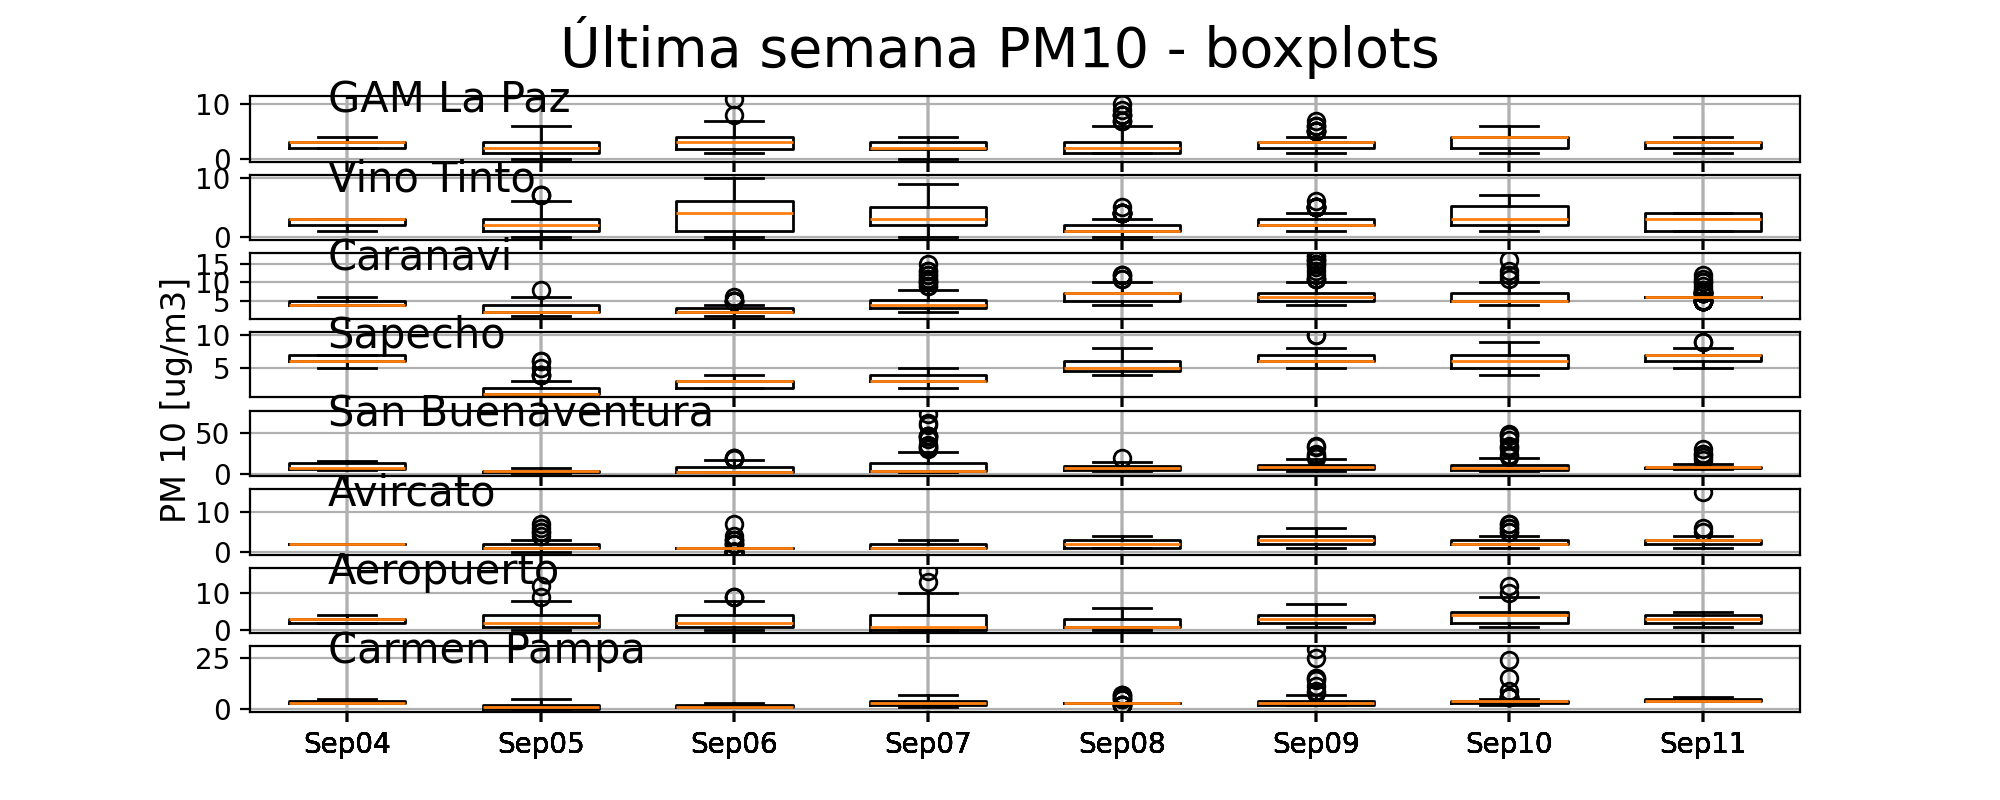 Última semana PM10 - boxplots
GAM La Paz
10
0
Vino Tinto
10
0
Caranavi
15
10
5
Sapecho
10
5
PM 10 [ug/m3]
San Buenaventura
50
0
Avircato
10
0
Aeropuerto
10
0
Carmen Pampa
25
0
Sep04 Sep05 Sep06 Sep07 Sep08 Sep09 Sep10 Sep11